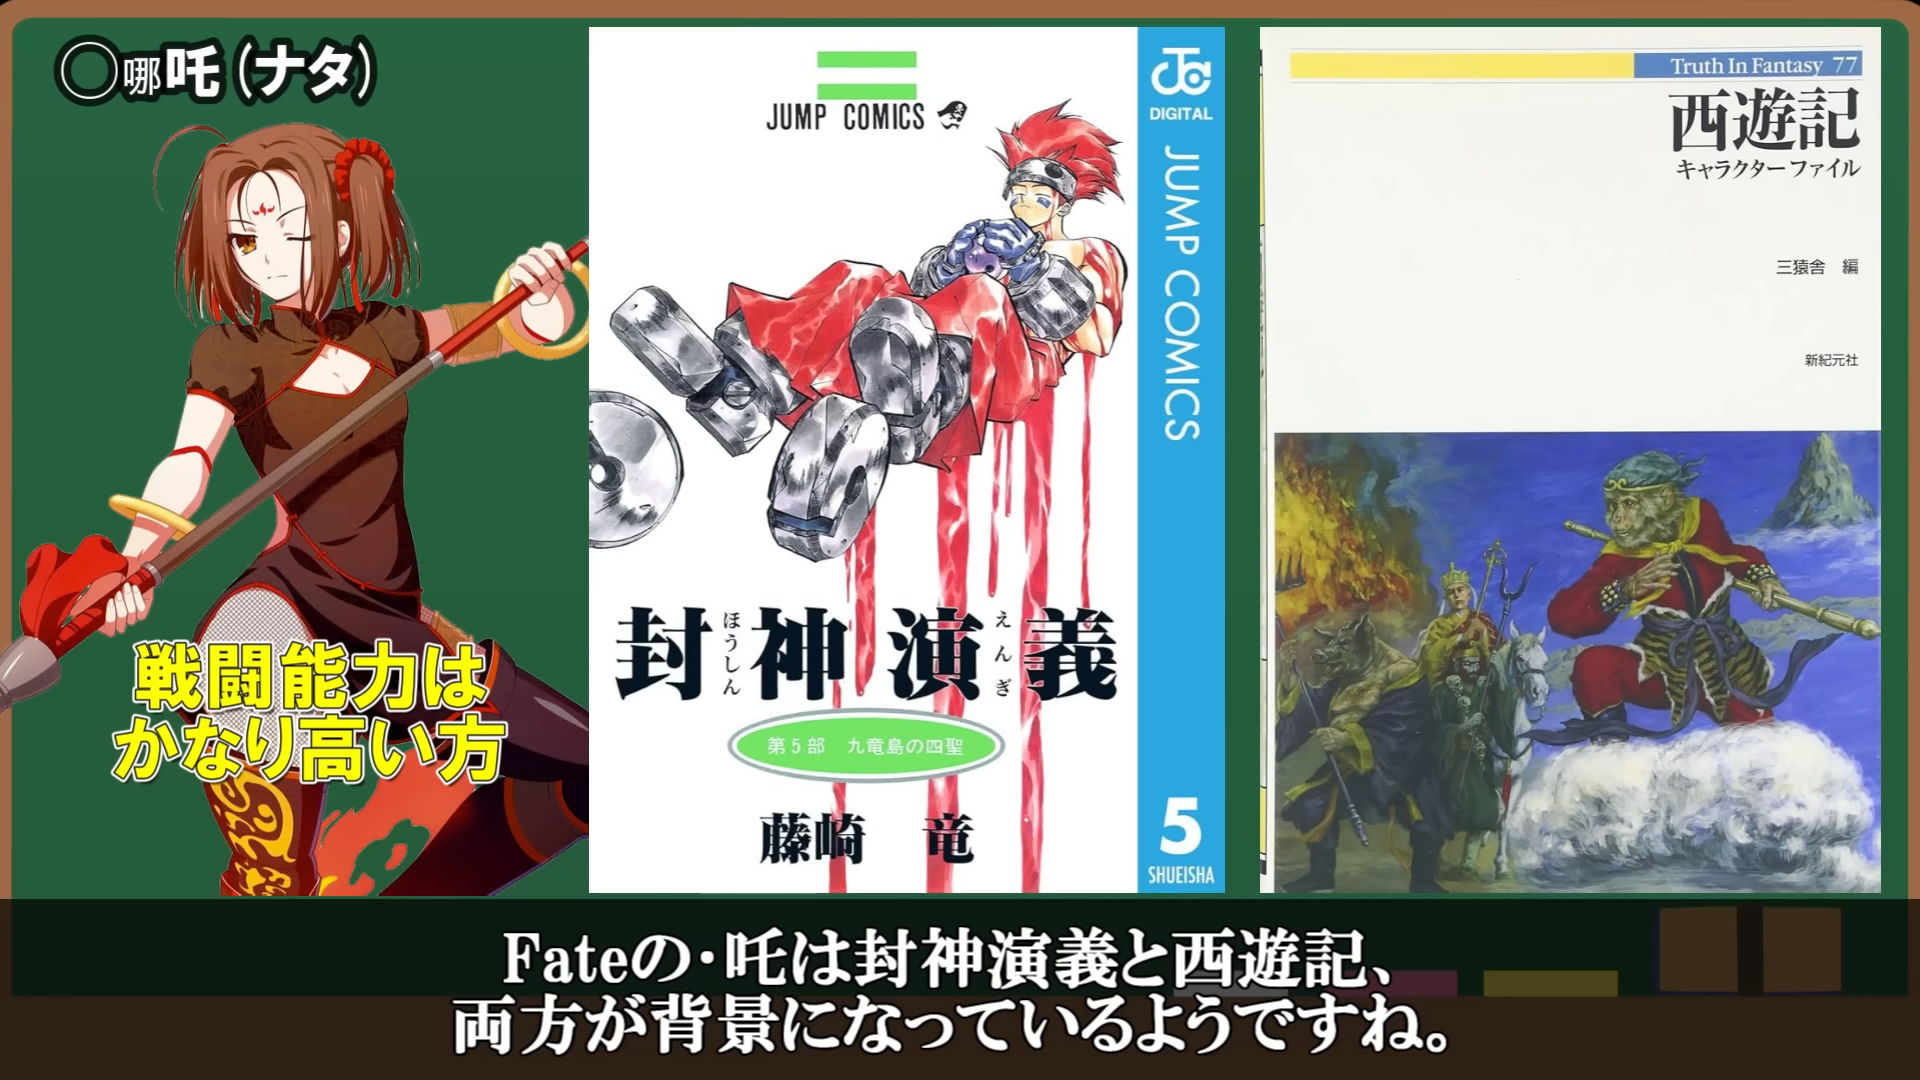 〇哪吒(ナタ)
戦闘能力は
かなり高い方
JUMP COMICS
封神演義
ほうしん
えんぎ
第5部 九竜島の四聖
藤崎 竜
DIGITAL
JUMP COMICS
5
SHUEISHA
Truth In Fantasy 77
西遊記
キャラクターファイル
三猿舎 編
新紀元社
Fateの・吒は封神演義と西遊記、
両方が背景になっているようですね。